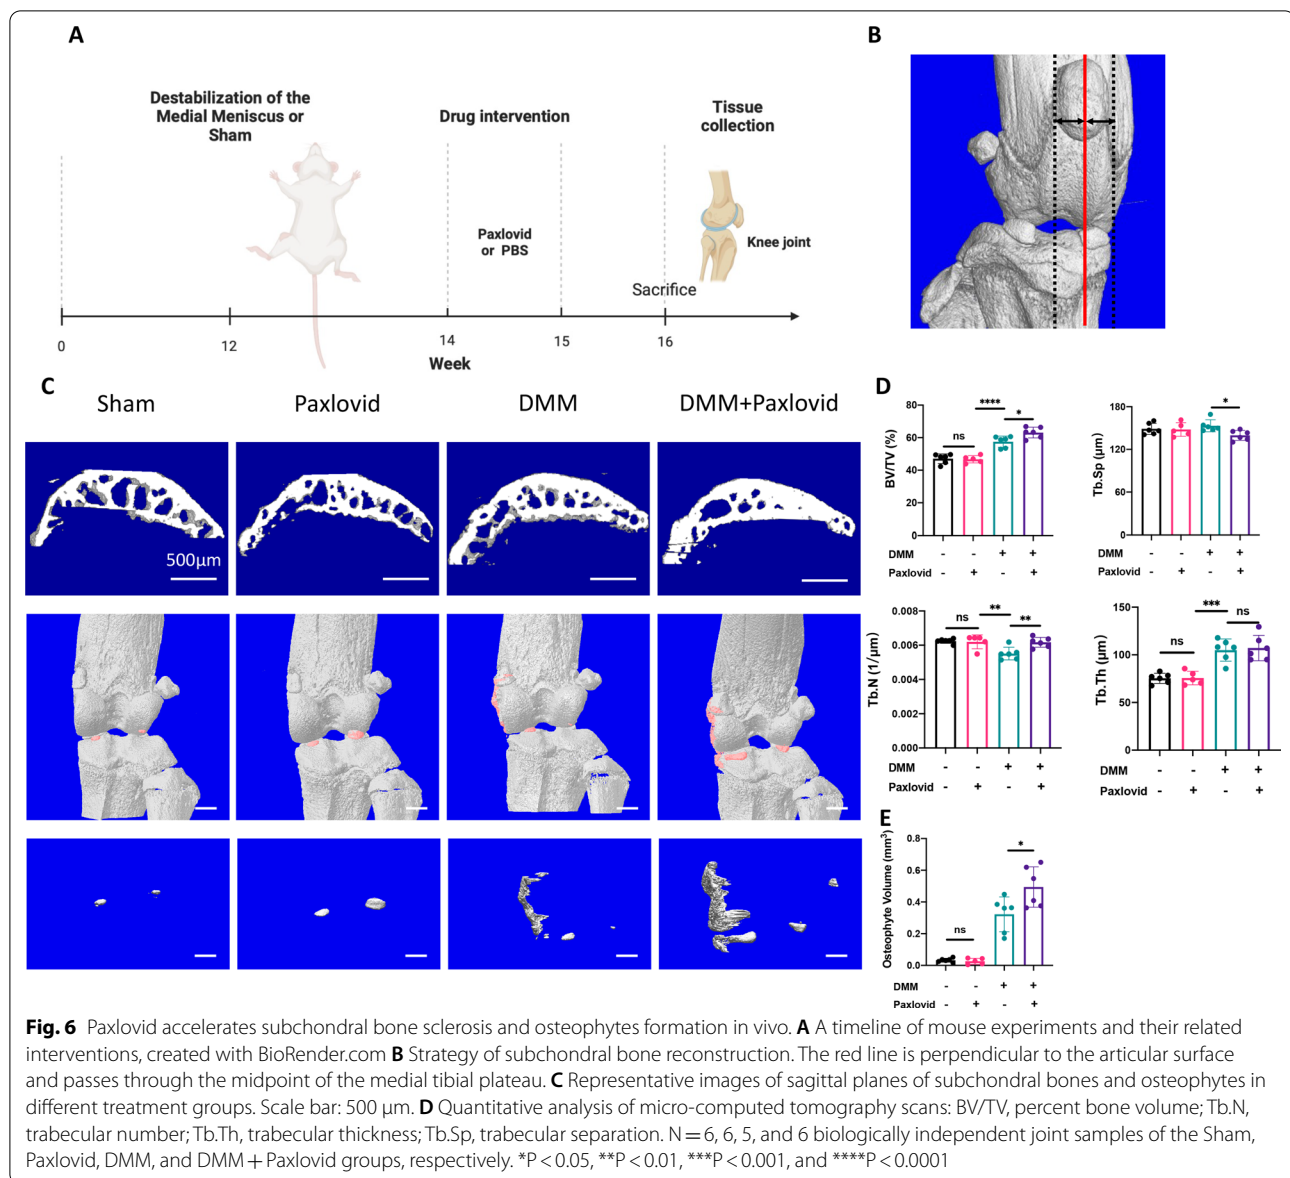 A
Destabilization of the
Medial Meniscus or
Sham
Drug intervention
Tissue
collection
Paxlovid
or PBS
Knee joint
Sacrifice
0
12
14
15
16
Week
B
C
Sham
Paxlovid
DMM
DMM+Paxlovid
500μm
D
BV/TV (%)
80
60
40
20
0
ns
****
*
DMM - - + +
Paxlovid - + - +
Tb.Sp (μm)
180
120
60
0
*
DMM - - + +
Paxlovid - + - +
Tb.N (1/μm)
0.008
0.006
0.004
0.002
0.000
ns
**
**
DMM - - + +
Paxlovid - + - +
Tb.Th (μm)
150
100
50
0
ns
***
ns
DMM - - + +
Paxlovid - + - +
E
Osteophyte Volume (mm³)
0.8
0.6
0.4
0.2
0.0
ns
*
DMM - - + +
Paxlovid - + - +
Fig. 6 Paxlovid accelerates subchondral bone sclerosis and osteophytes formation in vivo. A A timeline of mouse experiments and their related
interventions, created with BioRender.com B Strategy of subchondral bone reconstruction. The red line is perpendicular to the articular surface
and passes through the midpoint of the medial tibial plateau. C Representative images of sagittal planes of subchondral bones and osteophytes in
different treatment groups. Scale bar: 500 μm. D Quantitative analysis of micro-computed tomography scans: BV/TV, percent bone volume; Tb.N,
trabecular number; Tb.Th, trabecular thickness; Tb.Sp, trabecular separation. N = 6, 6, 5, and 6 biologically independent joint samples of the Sham,
Paxlovid, DMM, and DMM + Paxlovid groups, respectively. *P < 0.05, **P < 0.01, ***P < 0.001, and ****P < 0.0001